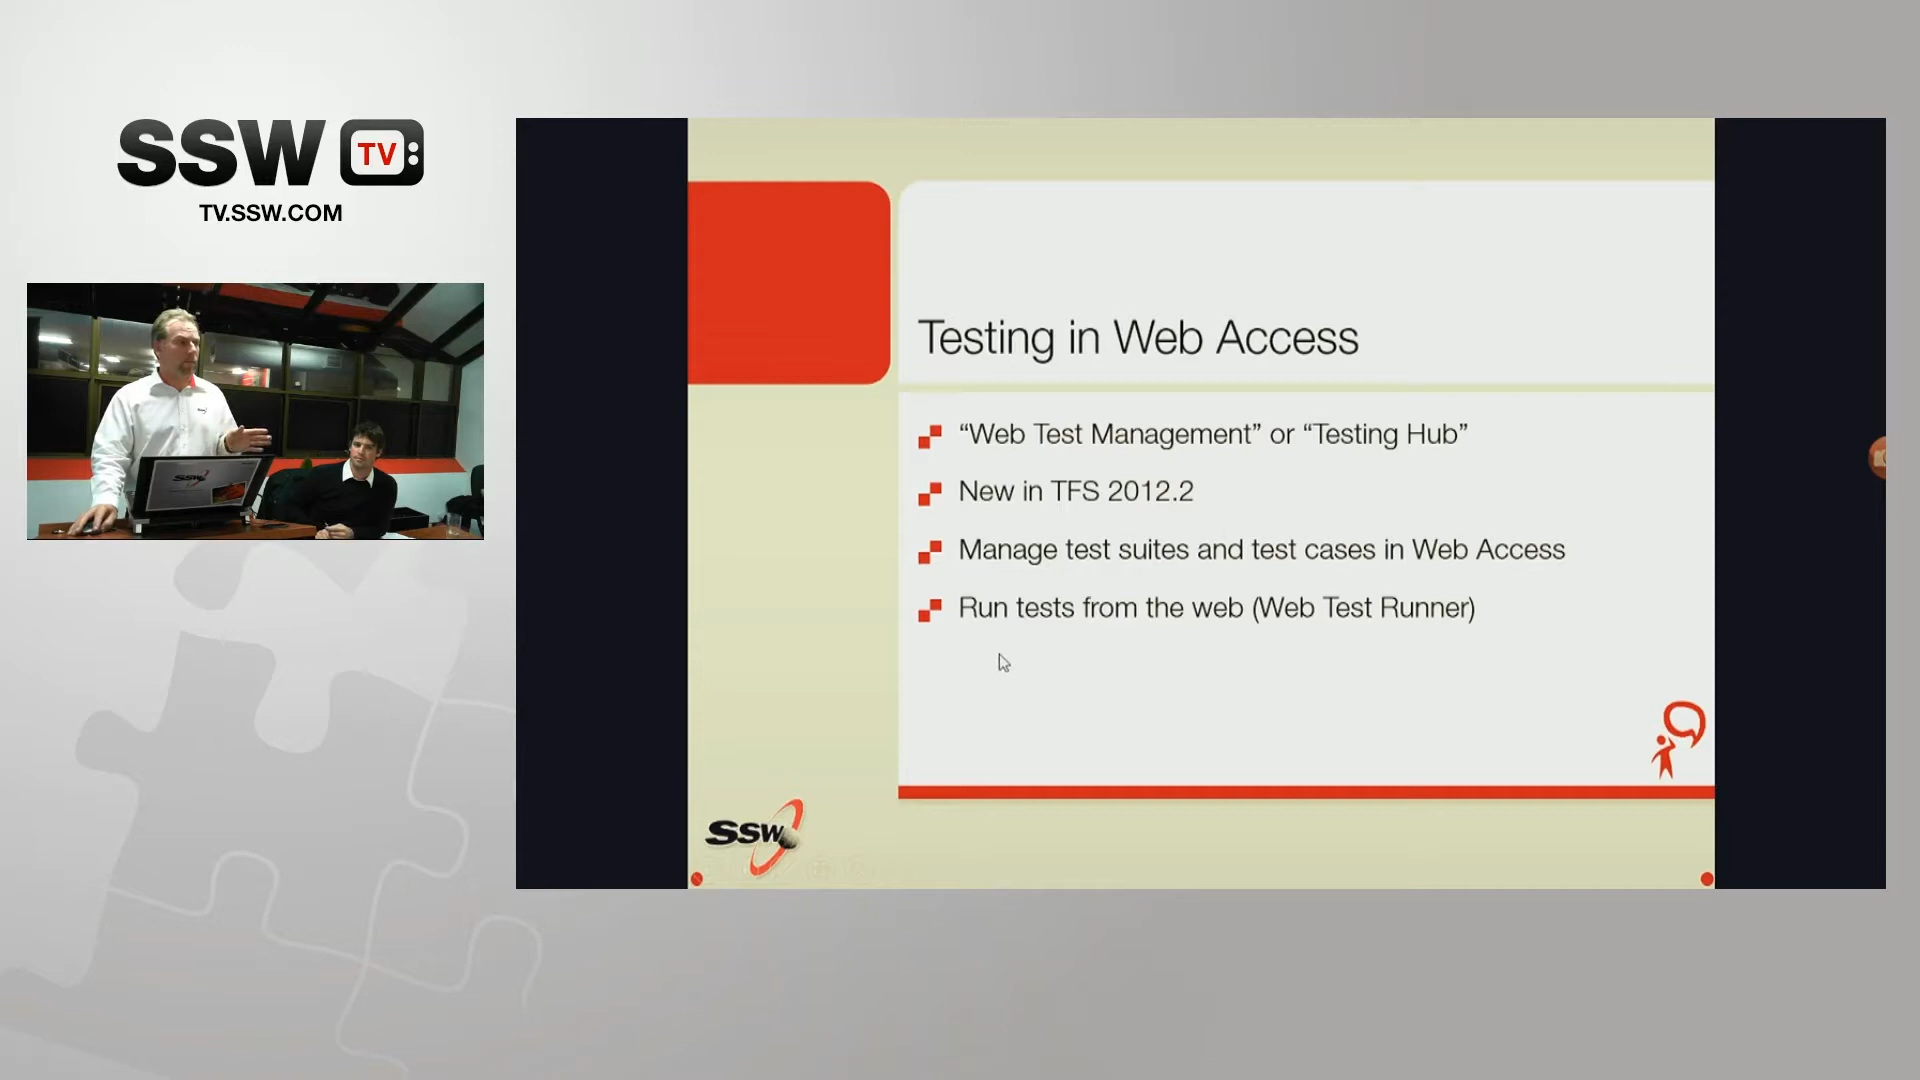 SSW TV:
TV.SSW.COM
Testing in Web Access
“Web Test Management” or “Testing Hub”
New in TFS 2012.2
Manage test suites and test cases in Web Access
Run tests from the web (Web Test Runner)
SSW
SSW